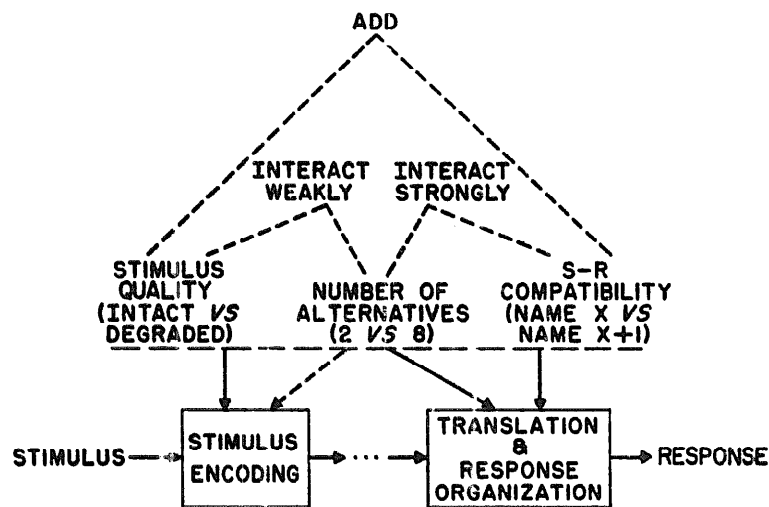 ADD
INTERACT
WEAKLY
INTERACT
STRONGLY
STIMULUS
QUALITY
(INTACT VS
DEGRADED)
NUMBER OF
ALTERNATIVES
(2 VS 8)
S-R
COMPATIBILITY
(NAME X VS
NAME X+1)
STIMULUS
STIMULUS
ENCODING
...
TRANSLATION
&
RESPONSE
ORGANIZATION
RESPONSE